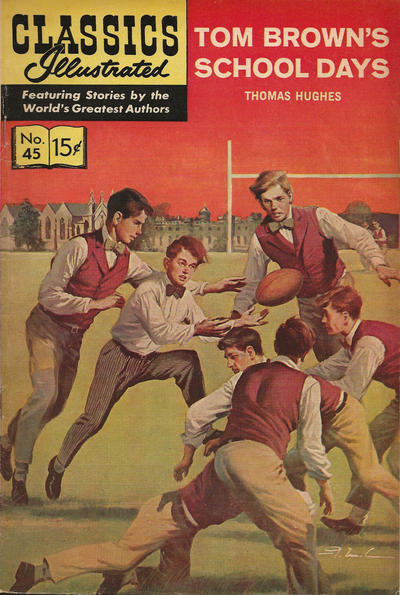 CLASSICS
Illustrated
Featuring Stories by the
World's Greatest Authors
No.
45
15¢
TOM BROWN'S
SCHOOL DAYS
THOMAS HUGHES